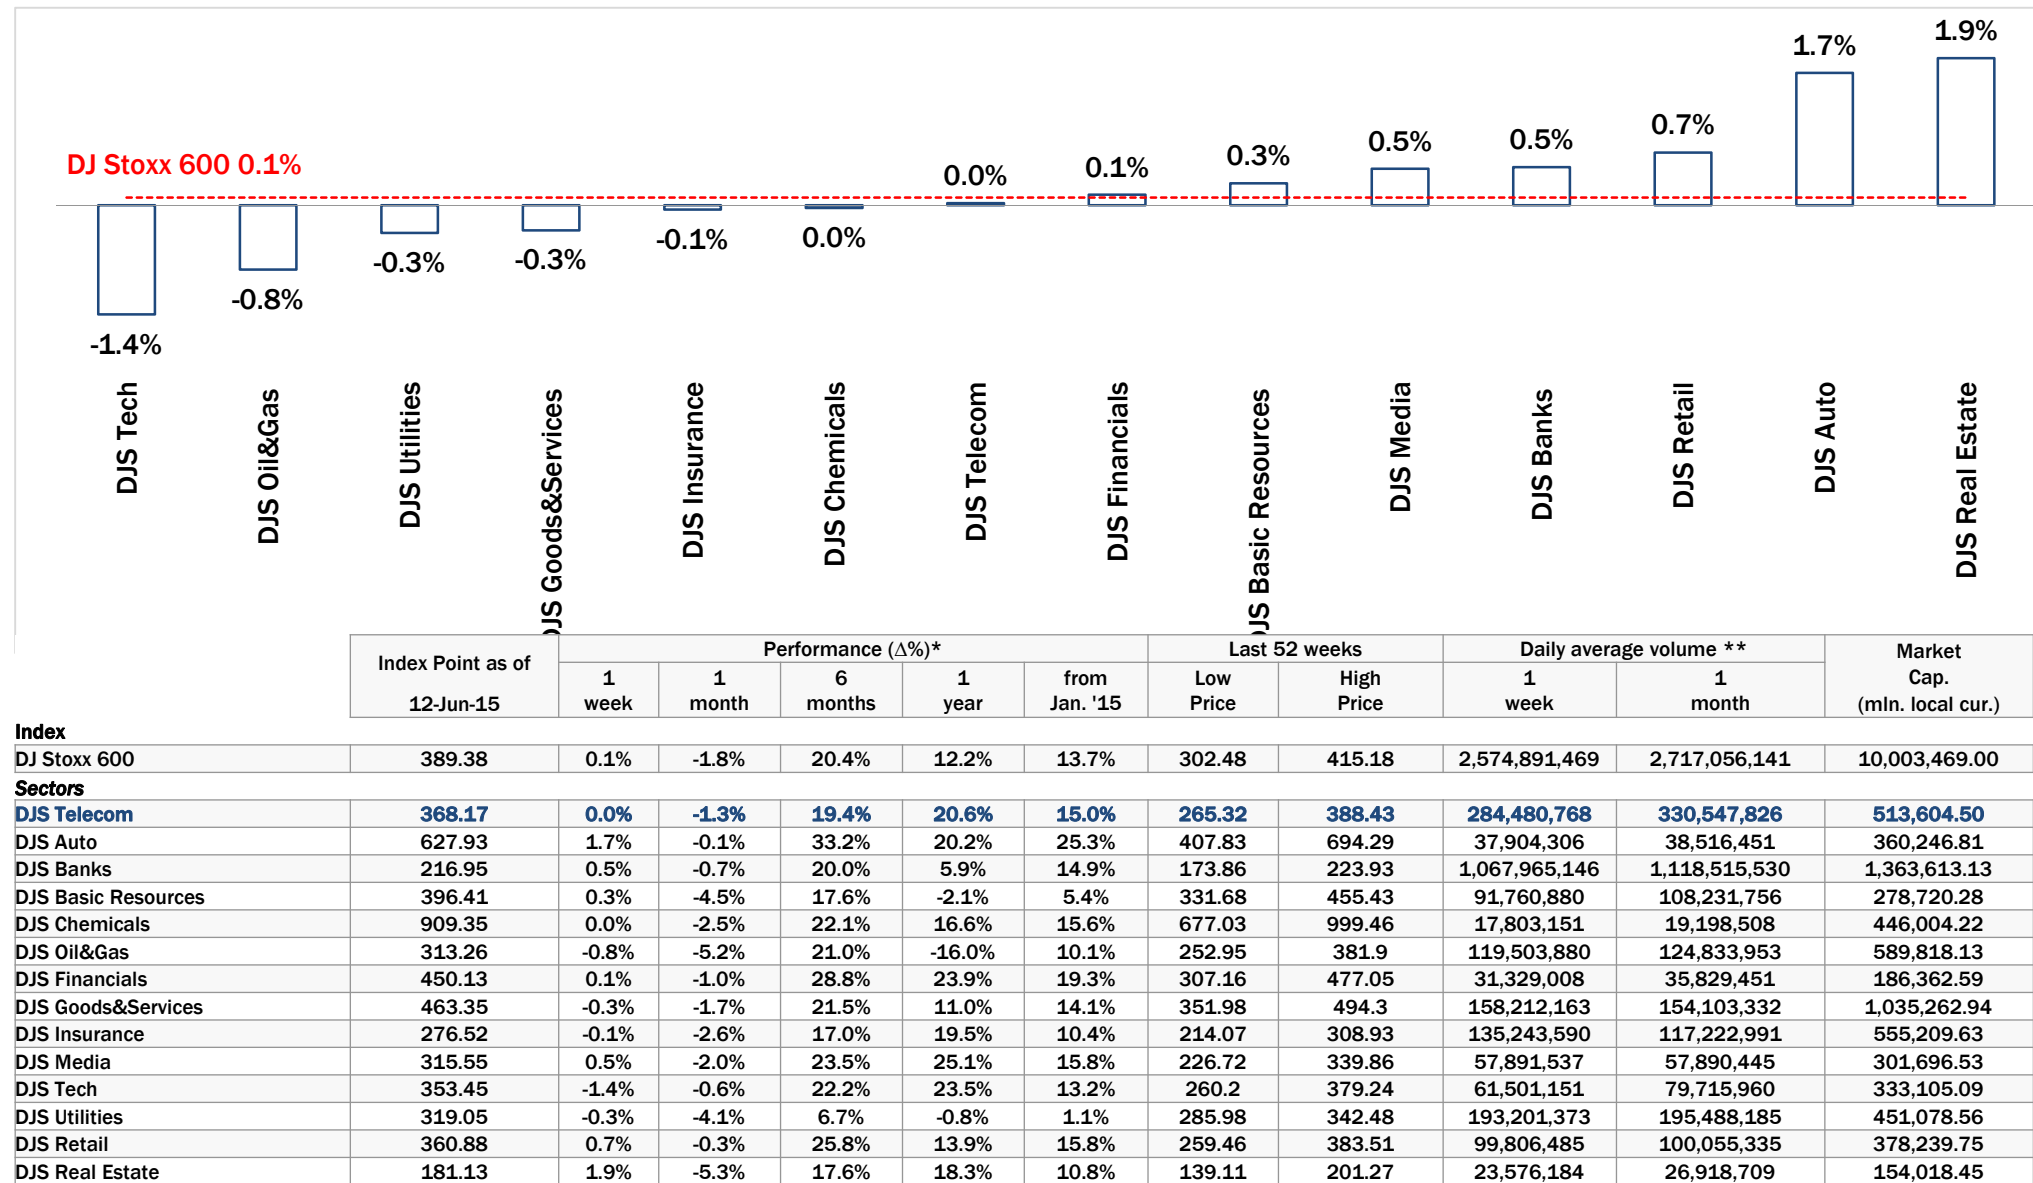 1.9%
1.7%
0.7%
0.5%
0.5%
0.3%
0.1%
0.0%
DJ Stoxx 600 0.1%
-1.4%
-0.8%
-0.3%
-0.3%
-0.1%
0.0%
DJS Tech
DJS Oil&Gas
DJS Utilities
DJS Goods&Services
DJS Insurance
DJS Chemicals
DJS Telecom
DJS Financials
DJS Basic Resources
DJS Media
DJS Banks
DJS Retail
DJS Auto
DJS Real Estate
Index Point as of 12-Jun-15 Performance (Δ%)* Last 52 weeks Daily average volume ** Market Cap. (mln. local cur.)
1 week 1 month 6 months 1 year from Jan. '15 Low Price High Price 1 week 1 month
Index
DJ Stoxx 600 389.38 0.1% -1.8% 20.4% 12.2% 13.7% 302.48 415.18 2,574,891,469 2,717,056,141 10,003,469.00
Sectors
DJS Telecom 368.17 0.0% -1.3% 19.4% 20.6% 15.0% 265.32 388.43 284,480,768 330,547,826 513,604.50
DJS Auto 627.93 1.7% -0.1% 33.2% 20.2% 25.3% 407.83 694.29 37,904,306 38,516,451 360,246.81
DJS Banks 216.95 0.5% -0.7% 20.0% 5.9% 14.9% 173.86 223.93 1,067,965,146 1,118,515,530 1,363,613.13
DJS Basic Resources 396.41 0.3% -4.5% 17.6% -2.1% 5.4% 331.68 455.43 91,760,880 108,231,756 278,720.28
DJS Chemicals 909.35 0.0% -2.5% 22.1% 16.6% 15.6% 677.03 999.46 17,803,151 19,198,508 446,004.22
DJS Oil&Gas 313.26 -0.8% -5.2% 21.0% -16.0% 10.1% 252.95 381.9 119,503,880 124,833,953 589,818.13
DJS Financials 450.13 0.1% -1.0% 28.8% 23.9% 19.3% 307.16 477.05 31,329,008 35,829,451 186,362.59
DJS Goods&Services 463.35 -0.3% -1.7% 21.5% 11.0% 14.1% 351.98 494.3 158,212,163 154,103,332 1,035,262.94
DJS Insurance 276.52 -0.1% -2.6% 17.0% 19.5% 10.4% 214.07 308.93 135,243,590 117,222,991 555,209.63
DJS Media 315.55 0.5% -2.0% 23.5% 25.1% 15.8% 226.72 339.86 57,891,537 57,890,445 301,696.53
DJS Tech 353.45 -1.4% -0.6% 22.2% 23.5% 13.2% 260.2 379.24 61,501,151 79,715,960 333,105.09
DJS Utilities 319.05 -0.3% -4.1% 6.7% -0.8% 1.1% 285.98 342.48 193,201,373 195,488,185 451,078.56
DJS Retail 360.88 0.7% -0.3% 25.8% 13.9% 15.8% 259.46 383.51 99,806,485 100,055,335 378,239.75
DJS Real Estate 181.13 1.9% -5.3% 17.6% 18.3% 10.8% 139.11 201.27 23,576,184 26,918,709 154,018.45